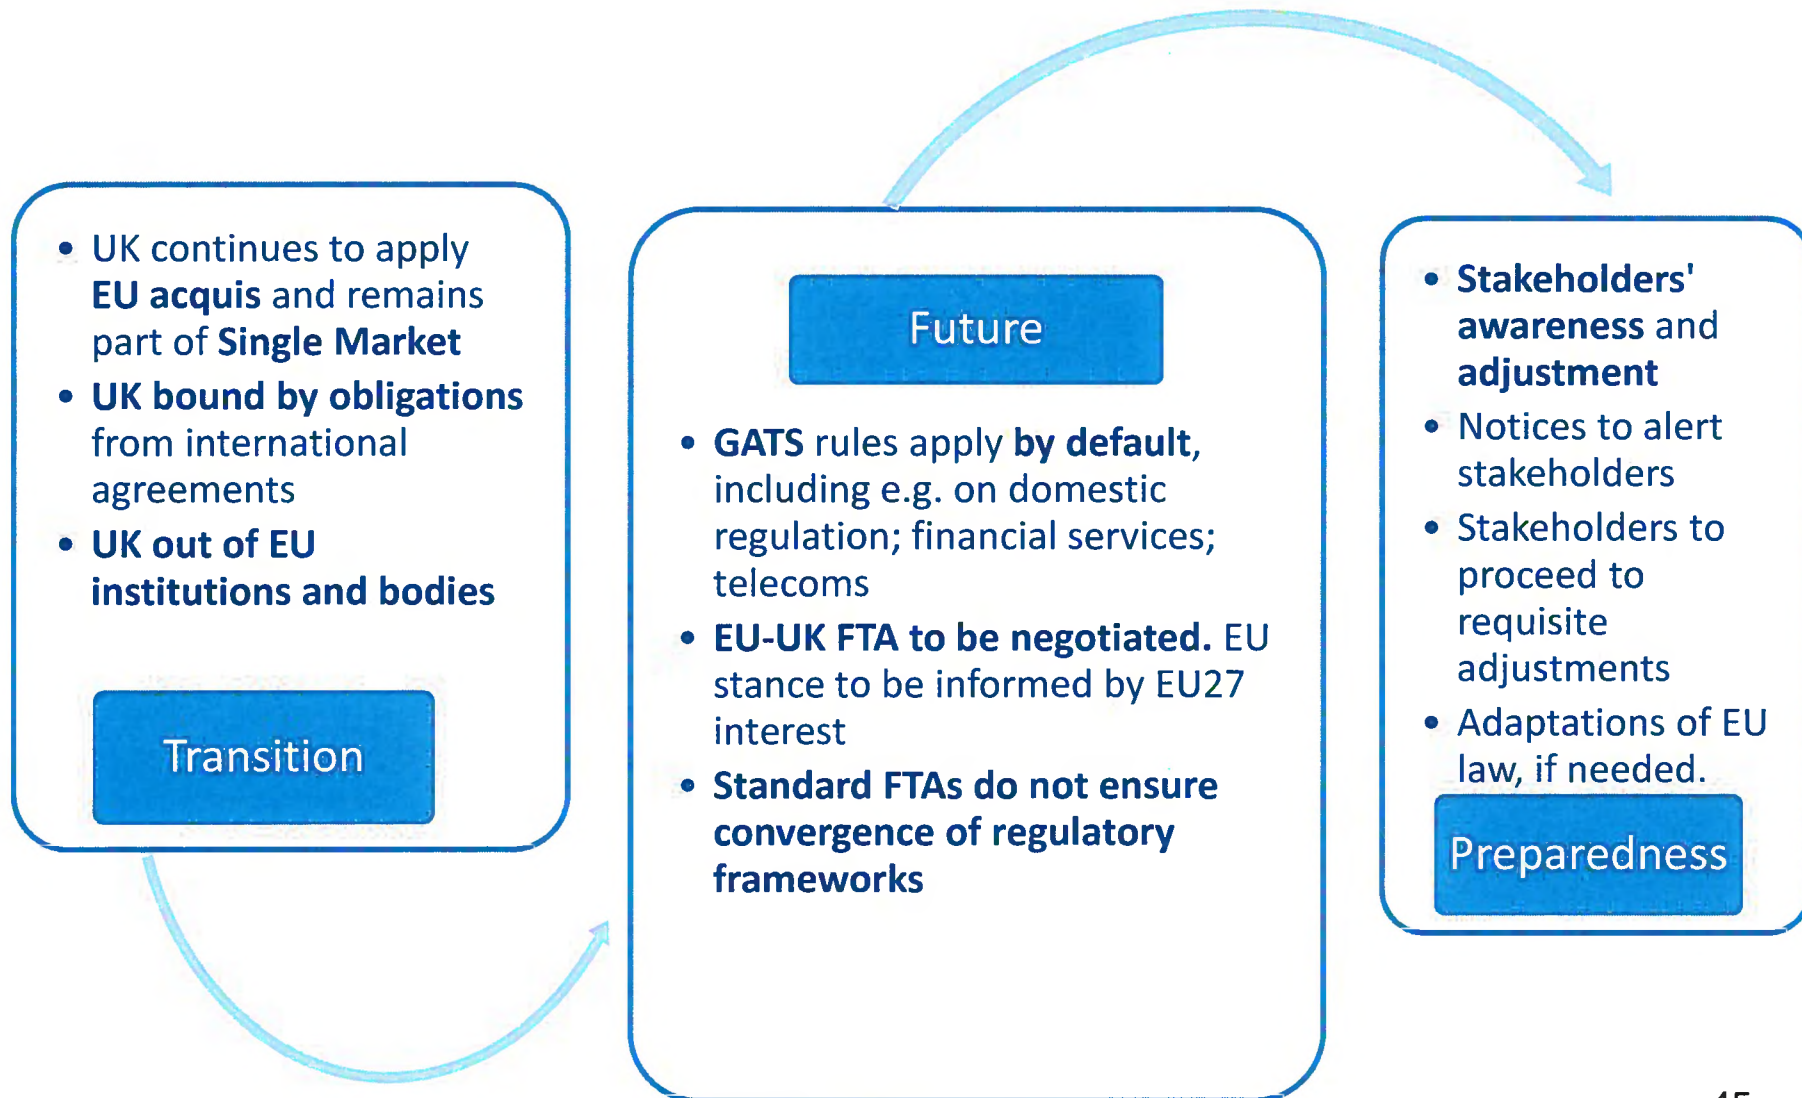 • UK continues to apply
EU acquis and remains
part of Single Market
• UK bound by obligations
from international
agreements
• UK out of EU
institutions and bodies
Transition
Future
• GATS rules apply by default,
including e.g. on domestic
regulation; financial services;
telecoms
• EU-UK FTA to be negotiated. EU
stance to be informed by EU27
interest
• Standard FTAs do not ensure
convergence of regulatory
frameworks
• Stakeholders'
awareness and
adjustment
• Notices to alert
stakeholders
• Stakeholders to
proceed to
requisite
adjustments
• Adaptations of EU
law, if needed.
Preparedness